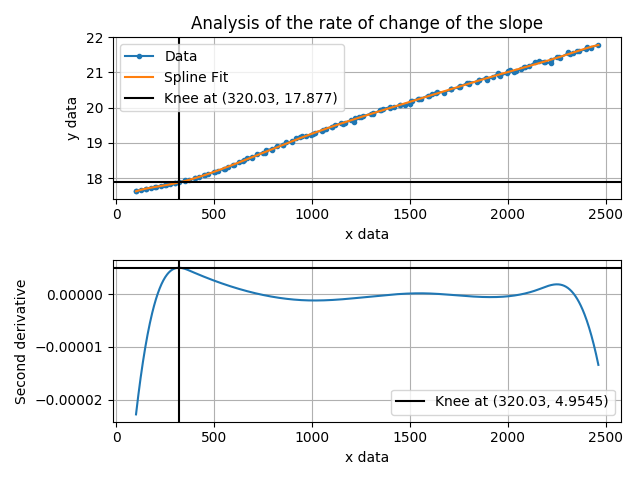 Analysis of the rate of change of the slope
22
21
20
19
18
y data
Data
Spline Fit
Knee at (320.03, 17.877)
0
500
1000
1500
2000
2500
x data
0.00000
−0.00001
−0.00002
Second derivative
Knee at (320.03, 4.9545)
0
500
1000
1500
2000
2500
x data